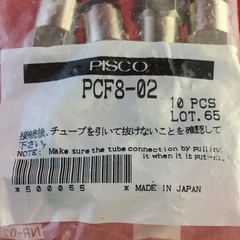 PISCO
PCF8-02
10 PCS
LOT.65
接続後、チューブを引いて抜けないことを確認して
下さい。
NOTE: Make sure the tube connection by pulling
it when it is put
*500055*
* MADE IN JAPAN